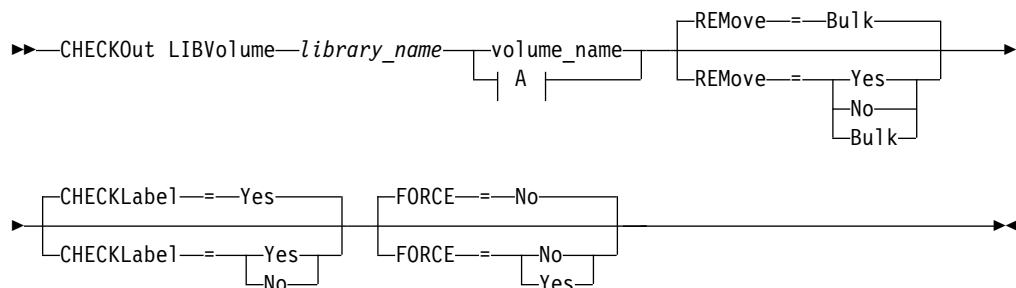 CHECKOut LIBVolume library_name volume_name REMove = Bulk
A REMove = Yes
No
Bulk
CHECKLabel = Yes FORCE = No
CHECKLabel = Yes FORCE = No
No Yes